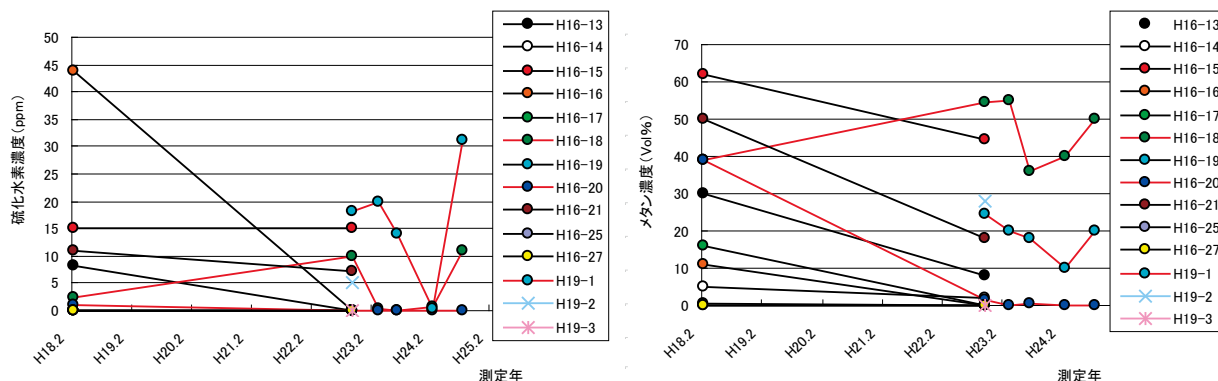 硫化水素濃度(ppm)
50
45
40
35
30
25
20
15
10
5
0
H18.2
H19.2
H20.2
H21.2
H22.2
H23.2
H24.2
H25.2
測定年
H16-13
H16-14
H16-15
H16-16
H16-17
H16-18
H16-19
H16-20
H16-21
H16-25
H16-27
H19-1
H19-2
H19-3
メタン濃度(Vol%)
70
60
50
40
30
20
10
0
H18.2
H19.2
H20.2
H21.2
H22.2
H23.2
H24.2
測定年
H16-13
H16-14
H16-15
H16-16
H16-17
H16-18
H16-19
H16-20
H16-21
H16-25
H16-27
H19-1
H19-2
H19-3